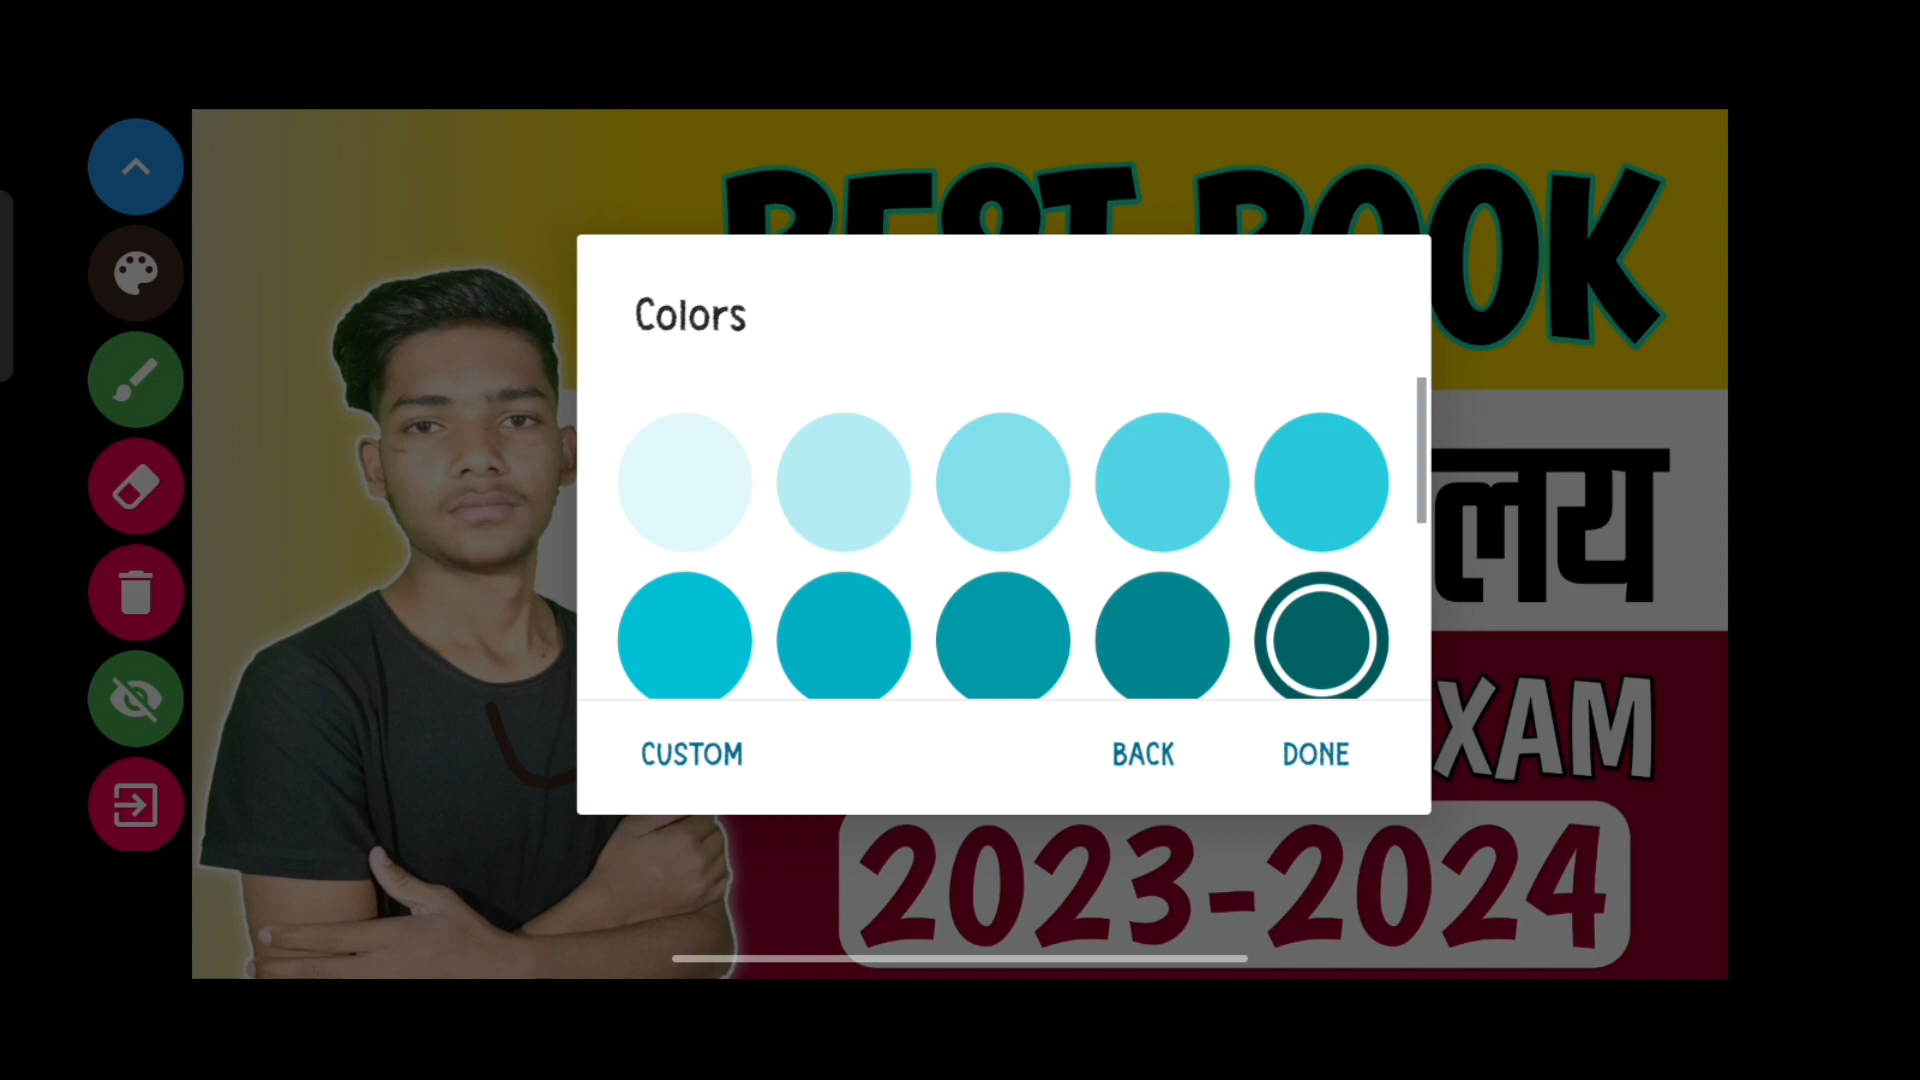 BEST BOOK
Colors
लय
XAM
CUSTOM
BACK
DONE
2023-2024